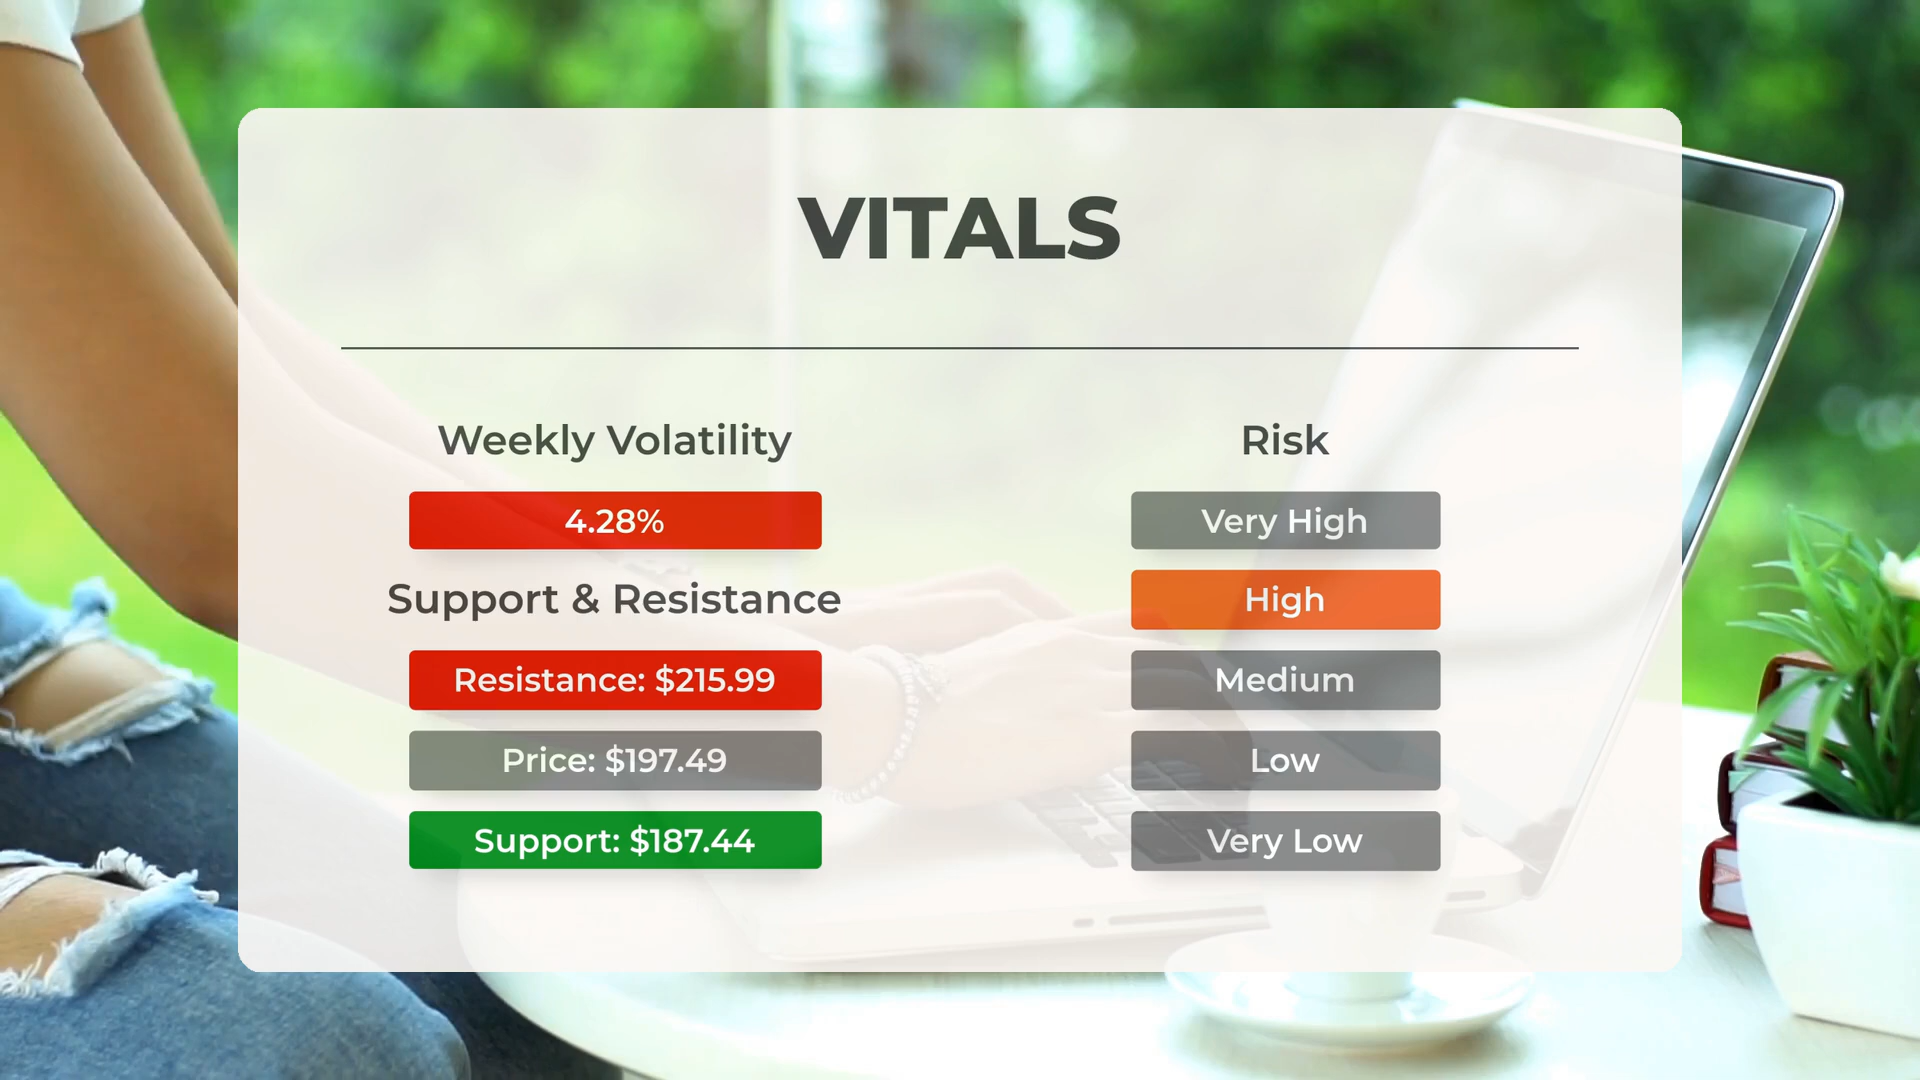 VITALS
Weekly Volatility
4.28%
Support & Resistance
Resistance: $215.99
Price: $197.49
Support: $187.44
Risk
Very High
High
Medium
Low
Very Low